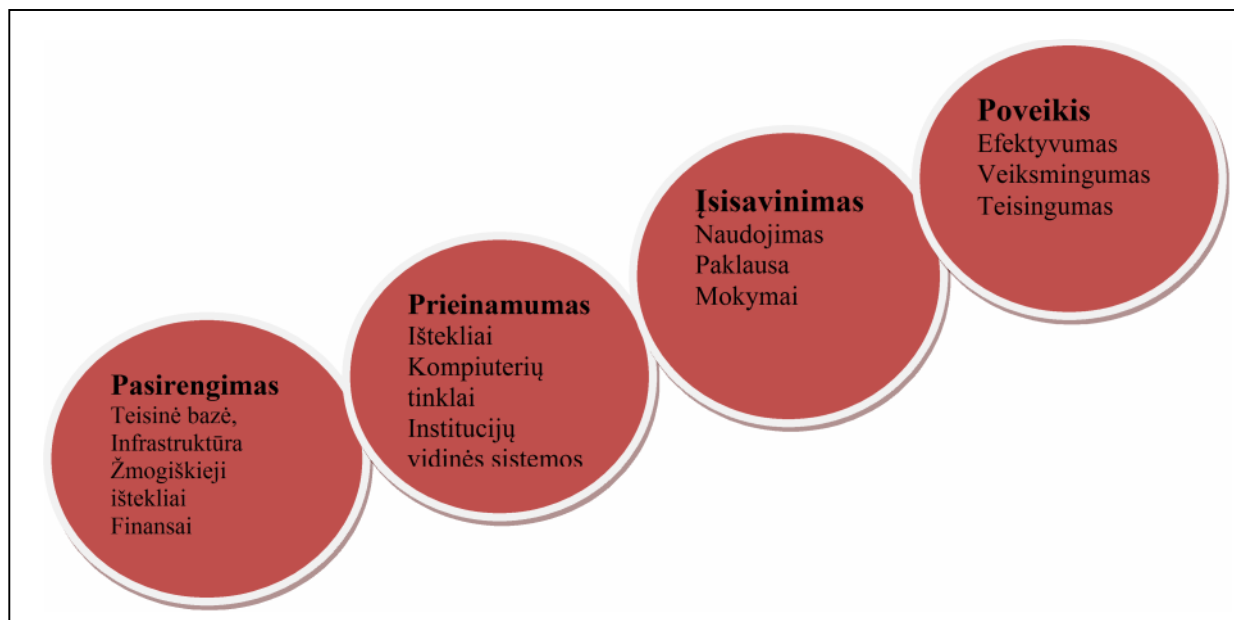 Pasirengimas
Teisinė bazė,
Infrastruktūra
Žmogiškieji
ištekliai
Finansai
Prieinamumas
Ištekliai
Kompiuterių
tinklai
Institucijų
vidinės sistemos
Įsisavinimas
Naudojimas
Paklausa
Mokymai
Poveikis
Efektyvumas
Veiksmingumas
Teisingumas